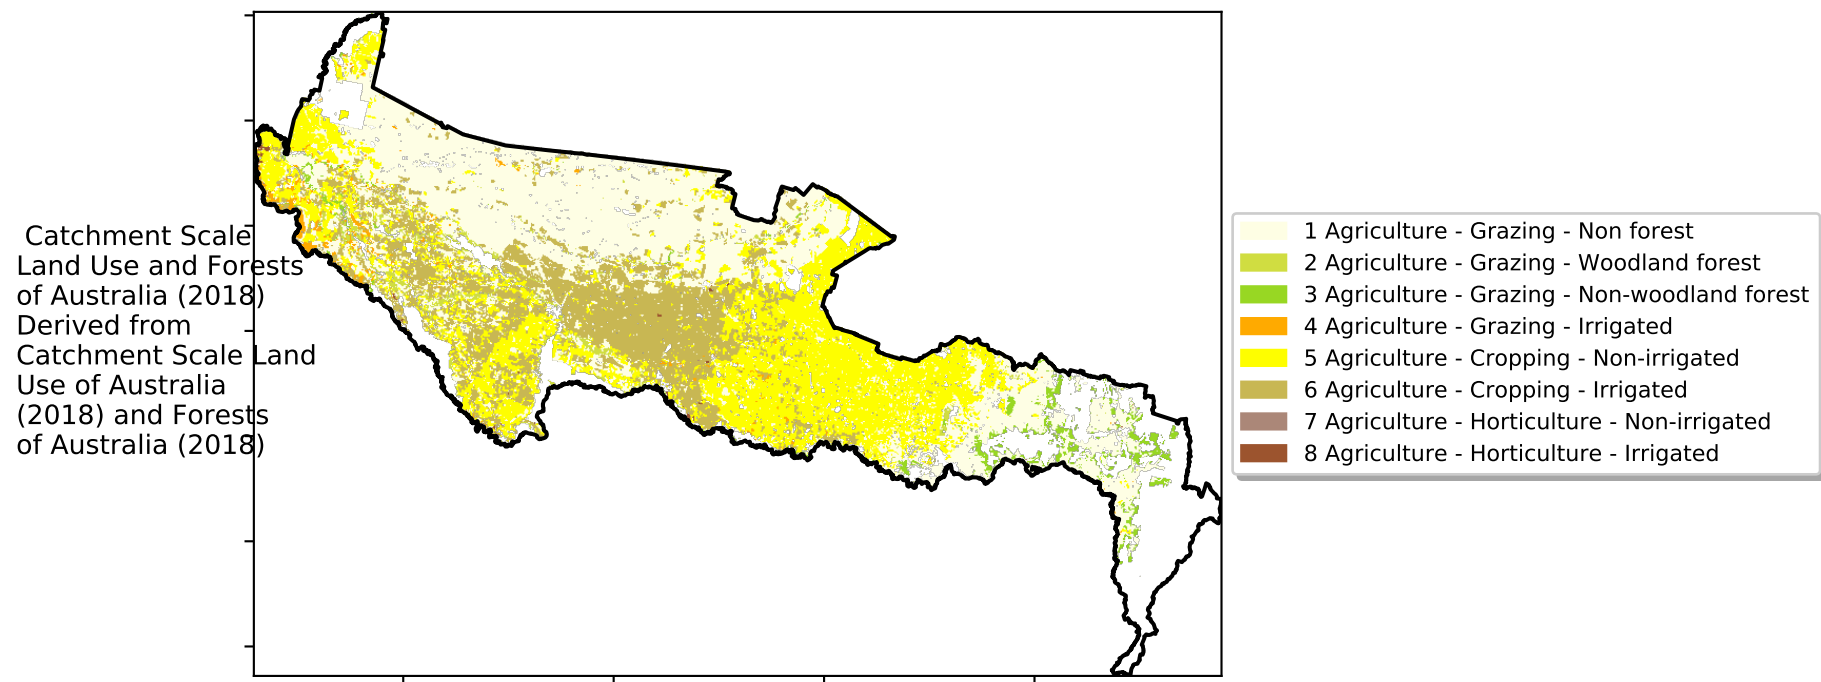 Catchment Scale
Land Use and Forests
of Australia (2018)
Derived from
Catchment Scale Land
Use of Australia
(2018) and Forests
of Australia (2018)
1 Agriculture - Grazing - Non forest
2 Agriculture - Grazing - Woodland forest
3 Agriculture - Grazing - Non-woodland forest
4 Agriculture - Grazing - Irrigated
5 Agriculture - Cropping - Non-irrigated
6 Agriculture - Cropping - Irrigated
7 Agriculture - Horticulture - Non-irrigated
8 Agriculture - Horticulture - Irrigated